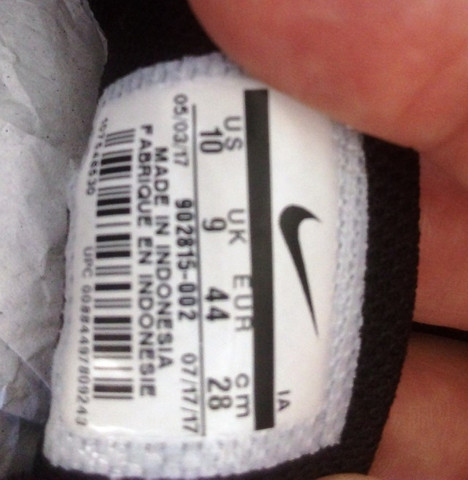 IA
US UK EUR cm
10 9 44 28
05/03/17 902815-002 07/17/17
MADE IN INDONESIA
FABRIQUE EN INDONESIE
UPC 00884497809243